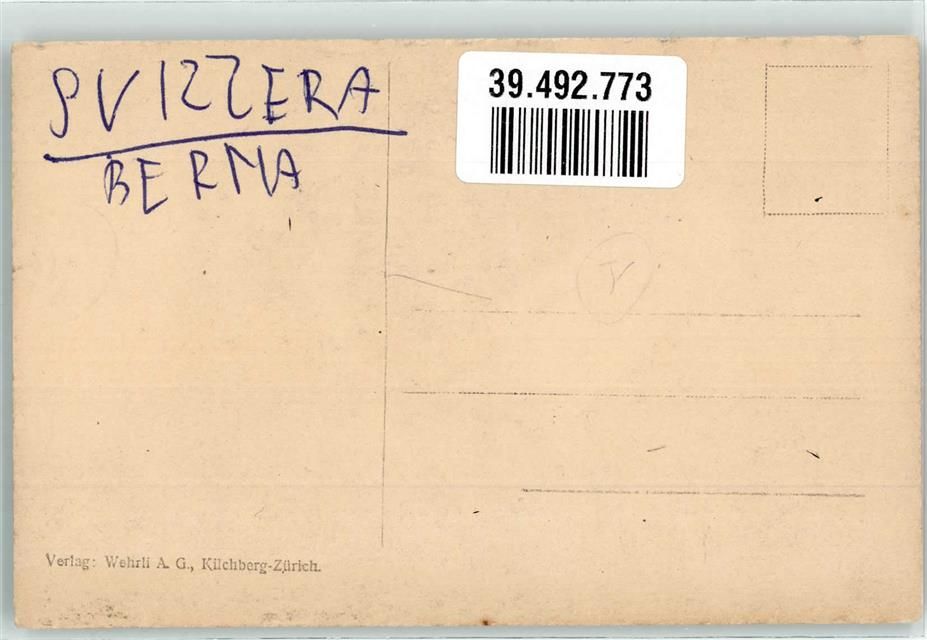 SVIZZERA
BERNA
39.492.773
Verlag: Wehrli A. G., Kilchberg-Zürich.